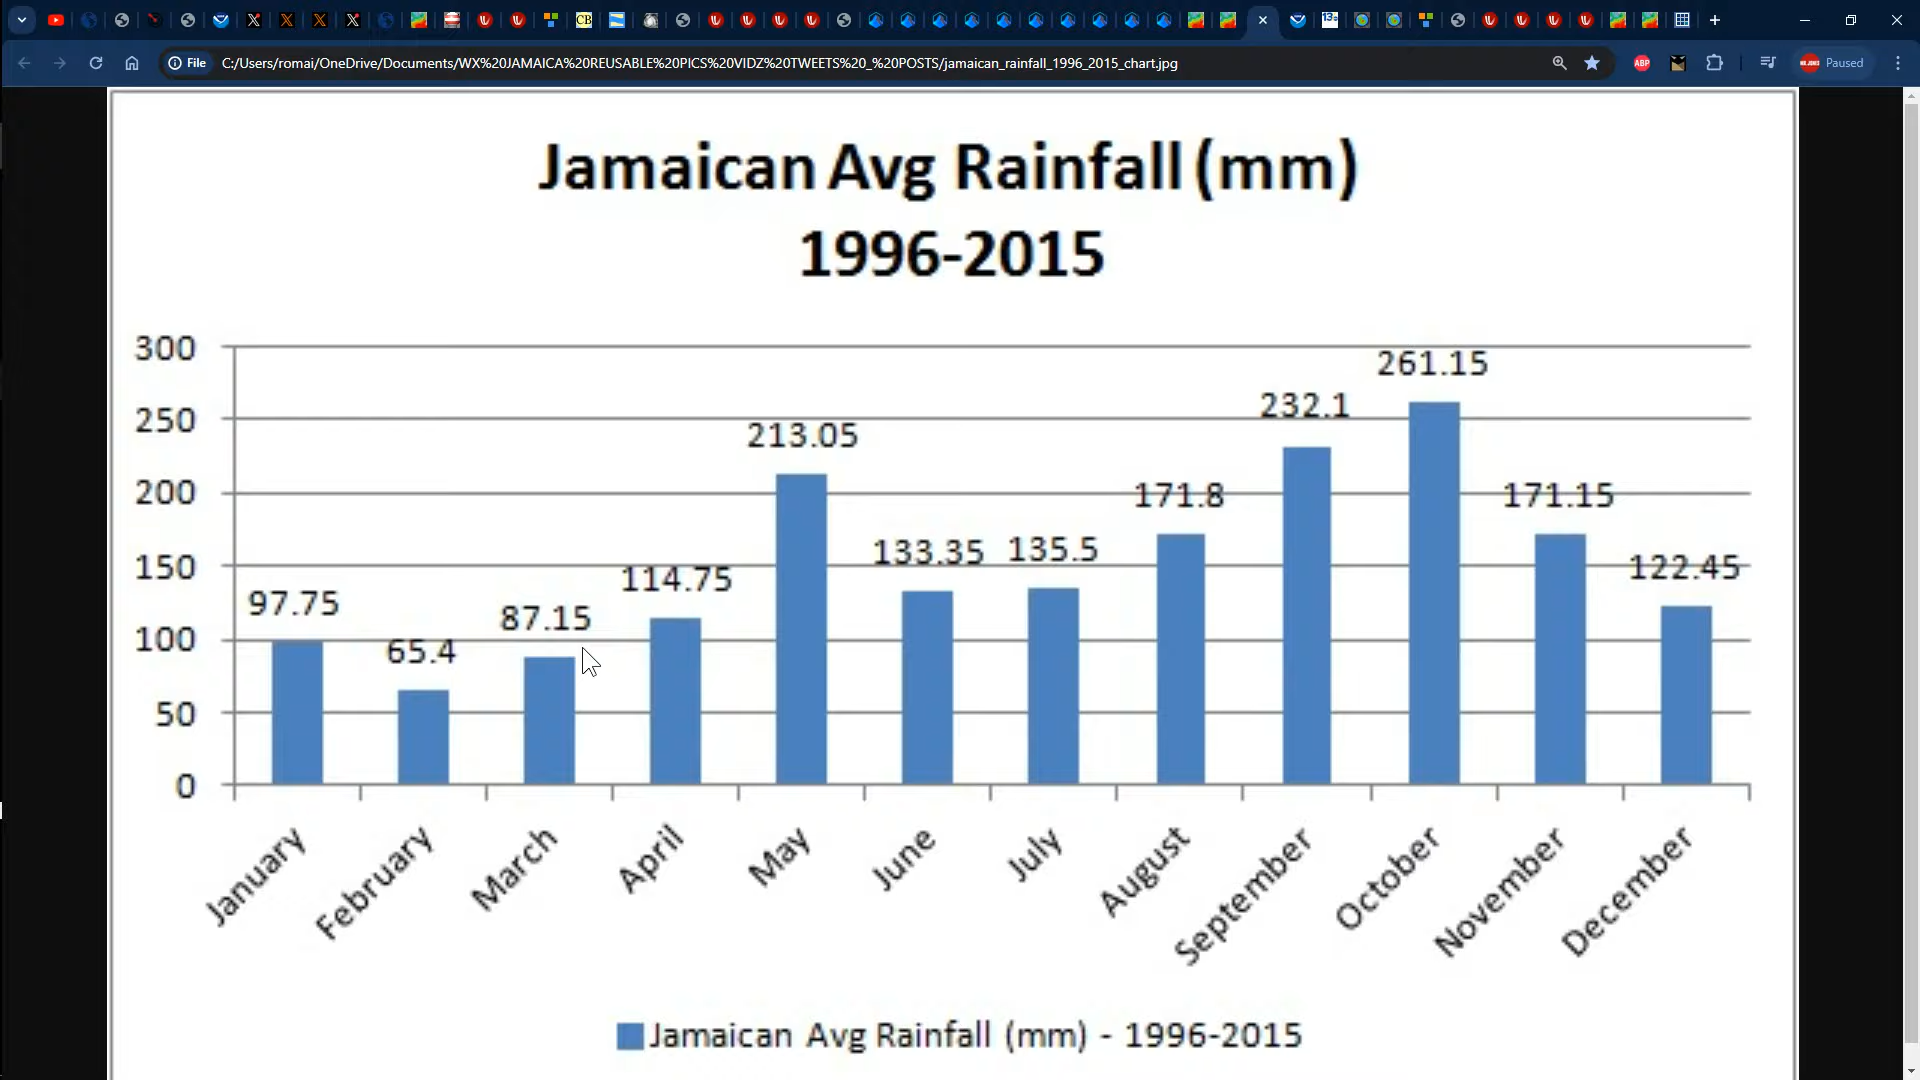 File C:/Users/romai/OneDrive/Documents/WX%20JAMAICA%20REUSABLE%20PICS%20VIDZ%20TWEETS%20_%20POSTS/jamaican_rainfall_1996_2015_chart.jpg
ABP
Paused
CB
Jamaican Avg Rainfall (mm)
1996-2015
300
250
200
150
100
50
0
97.75
65.4
87.15
114.75
213.05
133.35
135.5
171.8
232.1
261.15
171.15
122.45
January
February
March
April
May
June
July
August
September
October
November
December
Jamaican Avg Rainfall (mm) - 1996-2015